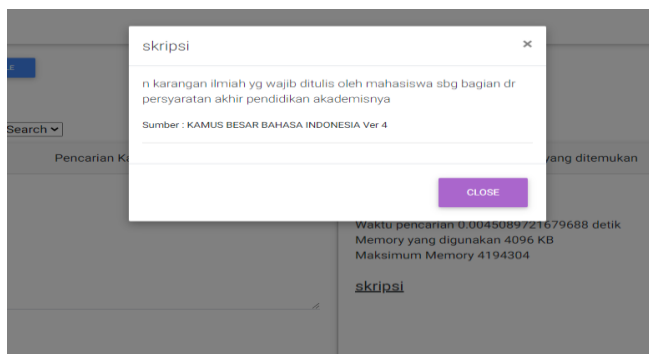 skripsi ×
n karangan ilmiah yg wajib ditulis oleh mahasiswa sbg bagian dr
persyaratan akhir pendidikan akademisnya
Sumber : KAMUS BESAR BAHASA INDONESIA Ver 4
CLOSE
Search
Pencarian Ka
yang ditemukan
Waktu pencarian 0.0045089721679688 detik
Memory yang digunakan 4096 KB
Maksimum Memory 4194304
skripsi